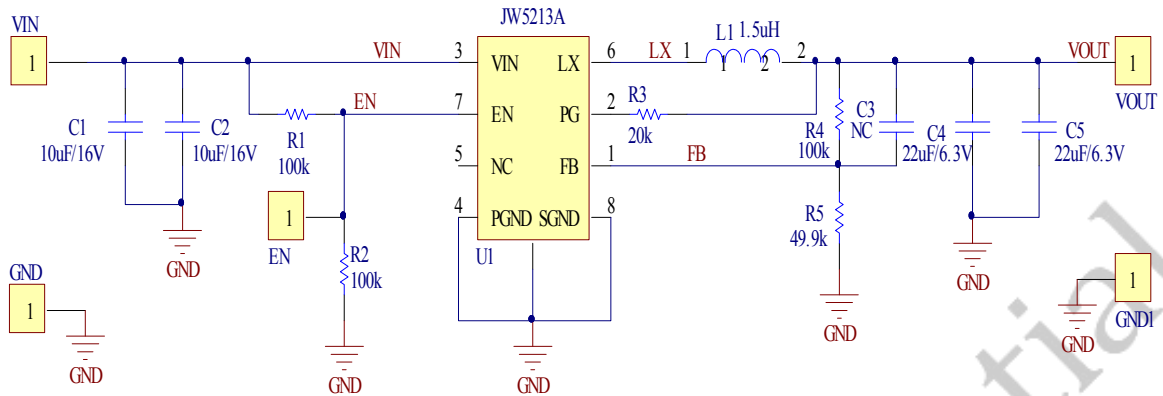 JW5213A
VIN
1
VIN
3
VIN
LX
6
LX
1
L1
1.5uH
1
2
2
VOUT
1
VOUT
EN
7
EN
PG
2
R3
20k
R1
100k
C1
10uF/16V
C2
10uF/16V
5
NC
FB
1
FB
R4
100k
C3
NC
C4
22uF/6.3V
C5
22uF/6.3V
4
PGND
SGND
8
U1
1
EN
R2
100k
R5
49.9k
GND
GND
GND
GND
GND
1
GND
GND
1
GND1
GND
tial